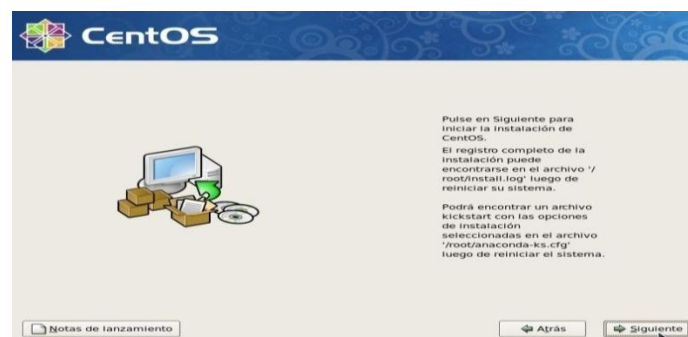 CentOS
Pulse en Siguiente para
iniciar la instalación de
CentOS.
El registro completo de la
instalación puede
encontrarse en el archivo '/
root/install.log' luego de
reiniciar su sistema.
Podrá encontrar un archivo
kickstart con las opciones
de instalación
seleccionadas en el archivo
'/root/anaconda-ks.cfg'
luego de reiniciar el sistema.
Notas de lanzamiento
Atrás
Siguiente